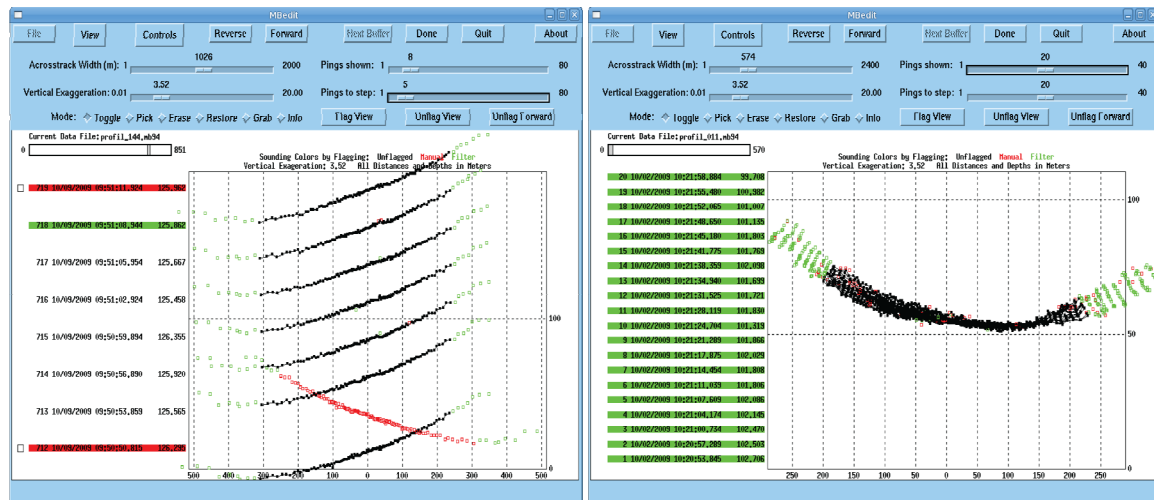 MBedit
File View Controls Reverse Forward Next Buffer Done Quit About
Acrosstrack Width (m): 1 1026 2000 Pings shown: 1 8 80
Vertical Exaggeration: 0.01 3.52 20.00 Pings to step: 1 5 80
Mode: Toggle Pick Erase Restore Grab Info Flag View Unflag View Unflag Forward
Current Data File: profil_144.mb94
0 851
Sounding Colors by Flagging: Unflagged Manual Filter
Vertical Exageration: 3.52 All Distances and Depths in Meters
719 10/09/2009 09:51:11.924 125.962
718 10/09/2009 09:51:08.944 125.862
717 10/09/2009 09:51:05.954 125.667
716 10/09/2009 09:51:02.924 125.458
715 10/09/2009 09:50:59.894 126.355
714 10/09/2009 09:50:56.890 125.920
713 10/09/2009 09:50:53.859 125.565
712 10/09/2009 09:50:50.815 126.295
100
0
500 400 300 200 100 0 100 200 300 400 500
MBedit
File View Controls Reverse Forward Next Buffer Done Quit About
Acrosstrack Width (m): 1 574 2400 Pings shown: 1 20 40
Vertical Exaggeration: 0.01 3.52 20.00 Pings to step: 1 20 40
Mode: Toggle Pick Erase Restore Grab Info Flag View Unflag View Unflag Forward
Current Data File: profil_011.mb94
0 570
Sounding Colors by Flagging: Unflagged Manual Filter
Vertical Exageration: 3.52 All Distances and Depths in Meters
20 10/02/2009 10:21:58.884 99.708
19 10/02/2009 10:21:55.480 100.982
18 10/02/2009 10:21:52.065 101.007
17 10/02/2009 10:21:48.650 101.135
16 10/02/2009 10:21:45.180 101.803
15 10/02/2009 10:21:41.775 101.769
14 10/02/2009 10:21:38.359 102.098
13 10/02/2009 10:21:34.940 101.699
12 10/02/2009 10:21:31.525 101.721
11 10/02/2009 10:21:28.119 101.830
10 10/02/2009 10:21:24.704 101.319
9 10/02/2009 10:21:21.289 101.866
8 10/02/2009 10:21:17.875 102.029
7 10/02/2009 10:21:14.454 101.808
6 10/02/2009 10:21:11.039 101.806
5 10/02/2009 10:21:07.609 102.086
4 10/02/2009 10:21:04.174 102.145
3 10/02/2009 10:21:00.734 102.470
2 10/02/2009 10:20:57.289 102.503
1 10/02/2009 10:20:53.845 102.706
100
50
0
250 200 150 100 50 0 50 100 150 200 250